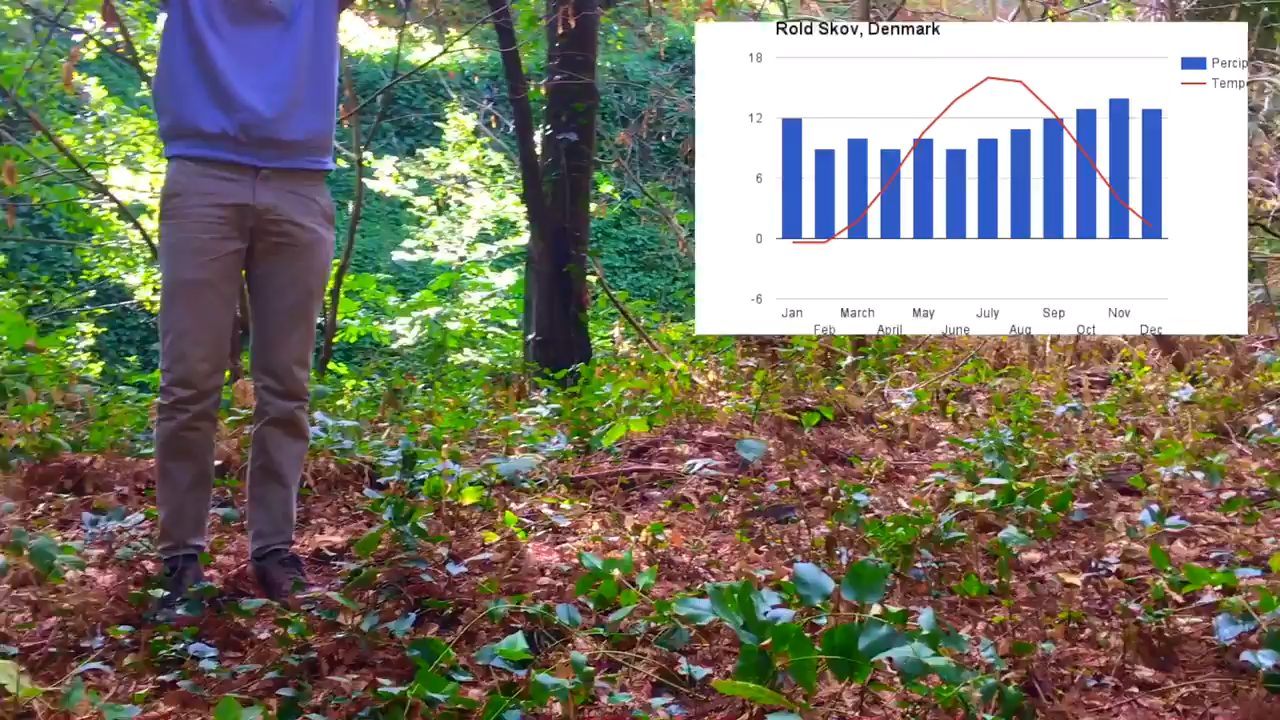 Rold Skov, Denmark
18
12
6
0
-6
Percip
Temp
Jan March May July Sep Nov
Feb April June Aug Oct Dec